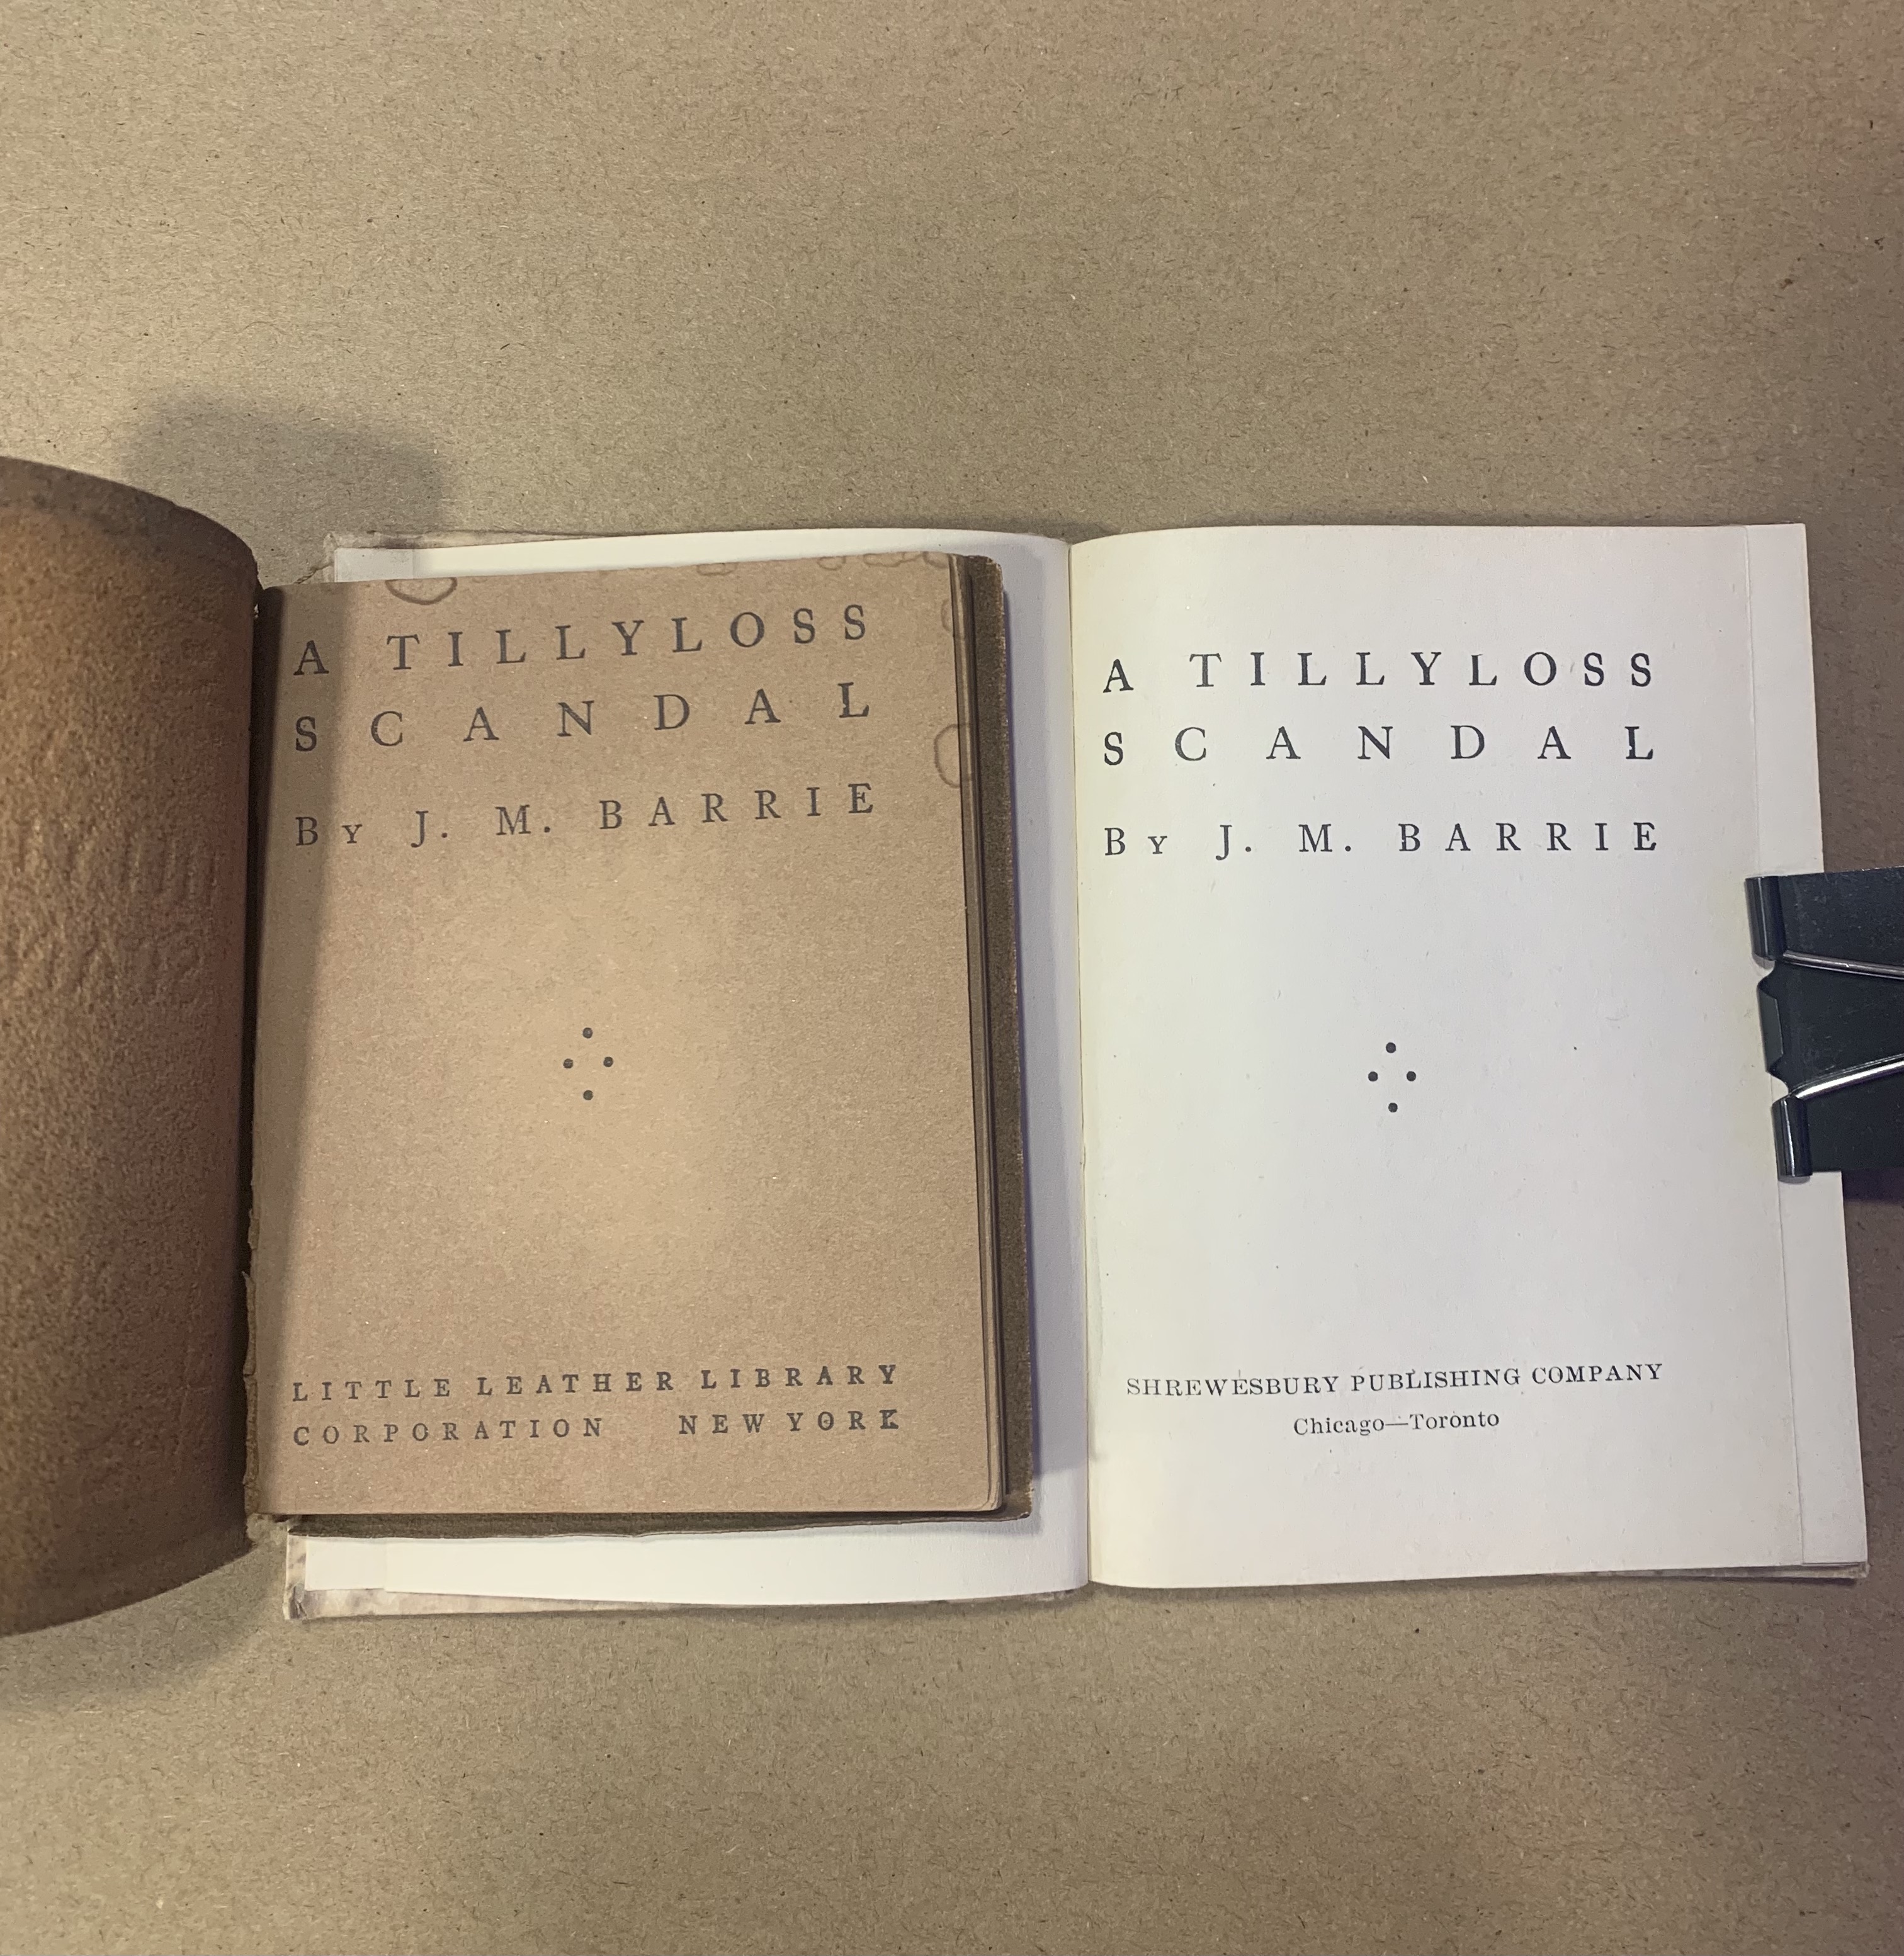 A TILLYLOSS
SCANDAL
BY J. M. BARRIE
LITTLE LEATHER LIBRARY
CORPORATION NEW YORK
A TILLYLOSS
SCANDAL
BY J. M. BARRIE
SHREWESBURY PUBLISHING COMPANY
Chicago—Toronto